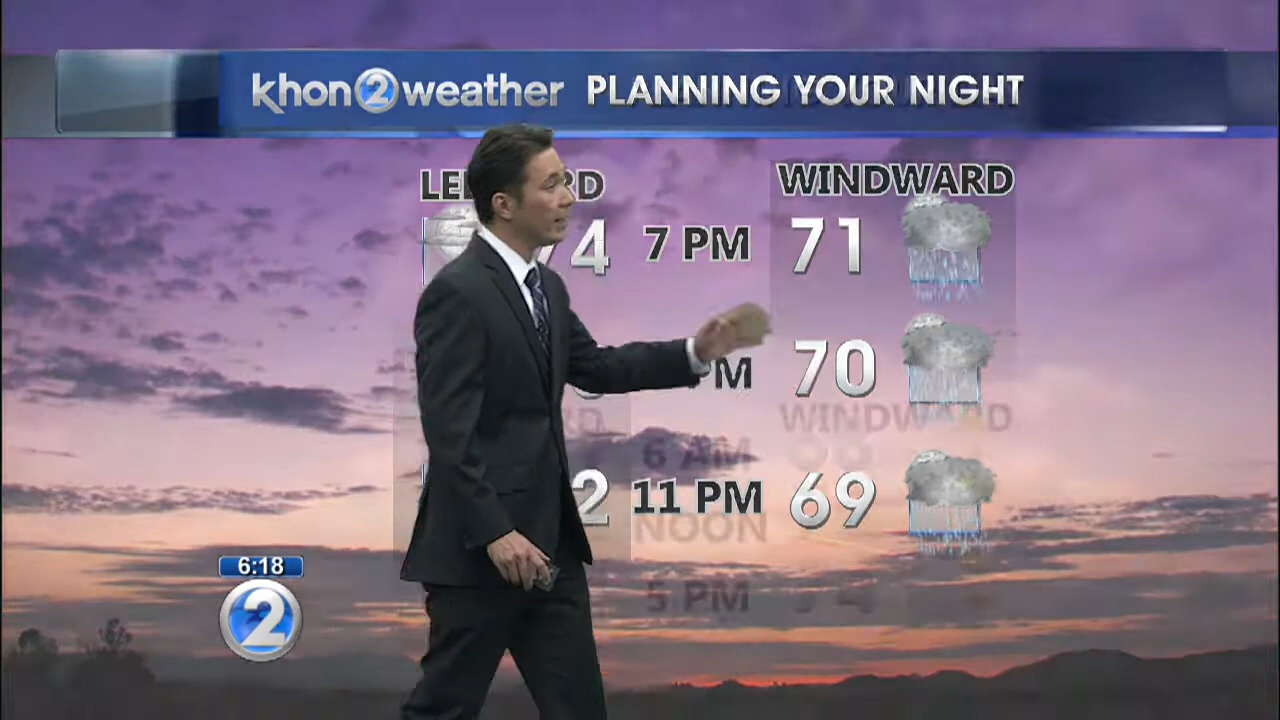 khon2weather PLANNING YOUR NIGHT
WINDWARD
7 PM 71
70
WINDWARD
6 AM
11 PM 69
NOON
5 PM
6:18
2